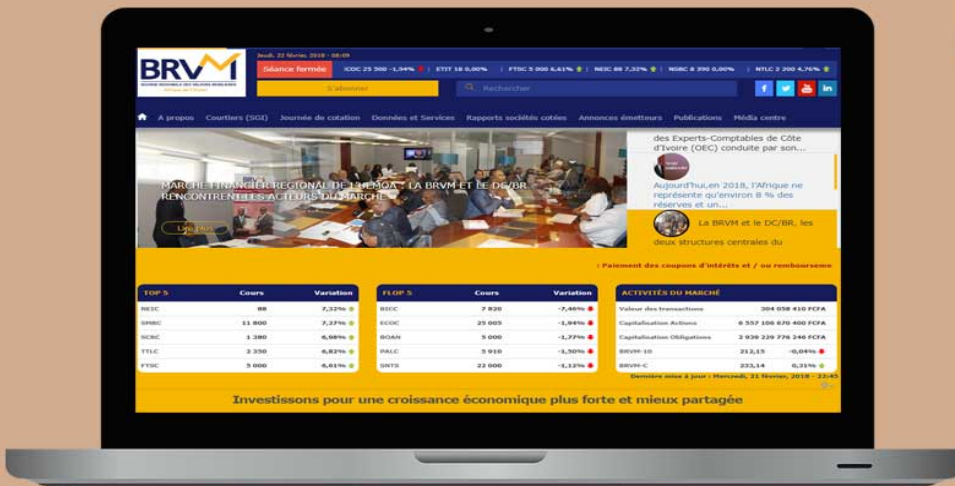 BRVM
BOURSE REGIONALE DES VALEURS MOBILIERES
Afrique de l'Ouest
Jeudi, 22 février, 2018 - 08:09
Séance fermée
ECOC 25 500 -1,94% | ETIT 18 0,00% | FTSC 5 000 6,61% | NEIC 88 7,32% | NSBC 8 390 0,00% | NTLC 2 200 4,76%
S'abonner
Rechercher
A propos Courtiers (SGI) Journée de cotation Données et Services Rapports sociétés cotées Annonces émetteurs Publications Média centre
MARCHE FINANCIER REGIONAL DE L'UEMOA : LA BRVM ET LE DC/BR
RENCONTRENT LES ACTEURS DU MARCHE
Lire plus
des Experts-Comptables de Côte
d'Ivoire (OEC) conduite par son...
Aujourd'hui,en 2018, l'Afrique ne
représente qu'environ 8 % des
réserves et un...
La BRVM et le DC/BR, les
deux structures centrales du
: Paiement des coupons d'intérêts et / ou rembourseme
TOP 5 Cours Variation
NEIC 88 7,32%
SMBC 11 800 7,27%
SCRC 1 380 6,98%
TTLC 2 350 6,82%
FTSC 5 000 6,61%
FLOP 5 Cours Variation
BICC 7 820 -7,46%
ECOC 25 005 -1,94%
BOAN 5 000 -1,77%
PALC 5 910 -1,50%
SNTS 22 000 -1,12%
ACTIVITÉS DU MARCHÉ
Valeur des transactions 304 058 410 FCFA
Capitalisation Actions 6 557 106 670 400 FCFA
Capitalisation Obligations 2 939 229 776 246 FCFA
BRVM-10 212,15 -0,04%
BRVM-C 233,14 0,31%
Dernière mise à jour : Mercredi, 21 février, 2018 - 22:45
Investissons pour une croissance économique plus forte et mieux partagée